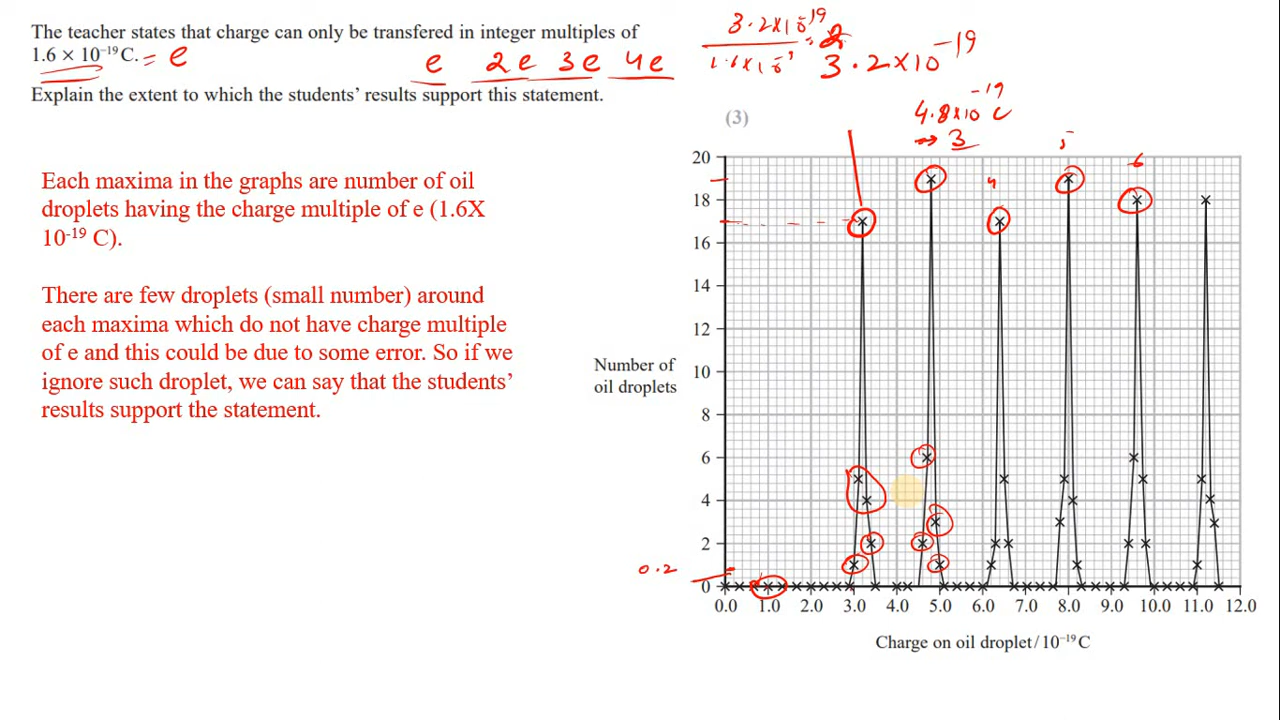 The teacher states that charge can only be transfered in integer multiples of
1.6 × 10⁻¹⁹C. = e
e 2e 3e 4e
Explain the extent to which the students' results support this statement.
3.2×10⁻¹⁹
= 2
3.2×10⁻¹⁹
4.8×10⁻¹⁹ C
→ 3
(3)
Each maxima in the graphs are number of oil
droplets having the charge multiple of e (1.6X
10⁻¹⁹ C).
There are few droplets (small number) around
each maxima which do not have charge multiple
of e and this could be due to some error. So if we
ignore such droplet, we can say that the students'
results support the statement.
4
5
6
20
18
16
14
12
10
8
6
4
2
0
0.2
Number of
oil droplets
0.0 1.0 2.0 3.0 4.0 5.0 6.0 7.0 8.0 9.0 10.0 11.0 12.0
Charge on oil droplet/10⁻¹⁹C